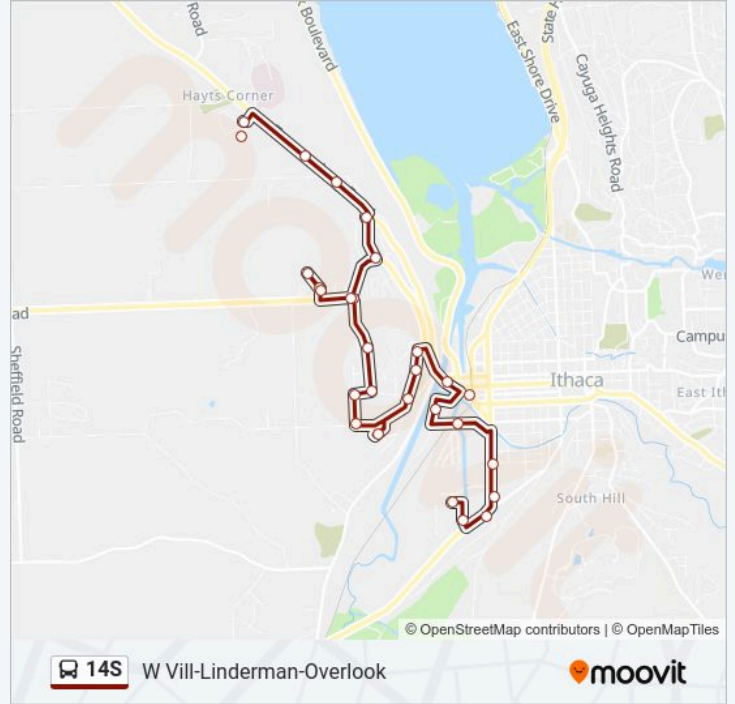 Road
k Boulevard
State H
East Shore Drive
Cayuga Heights Road
Hayts Corner
We
ad
Campu
Ithaca
East Ith
Sheffield Road
South Hill
© OpenStreetMap contributors | © OpenMapTiles
14S W Vill-Linderman-Overlook
moovit